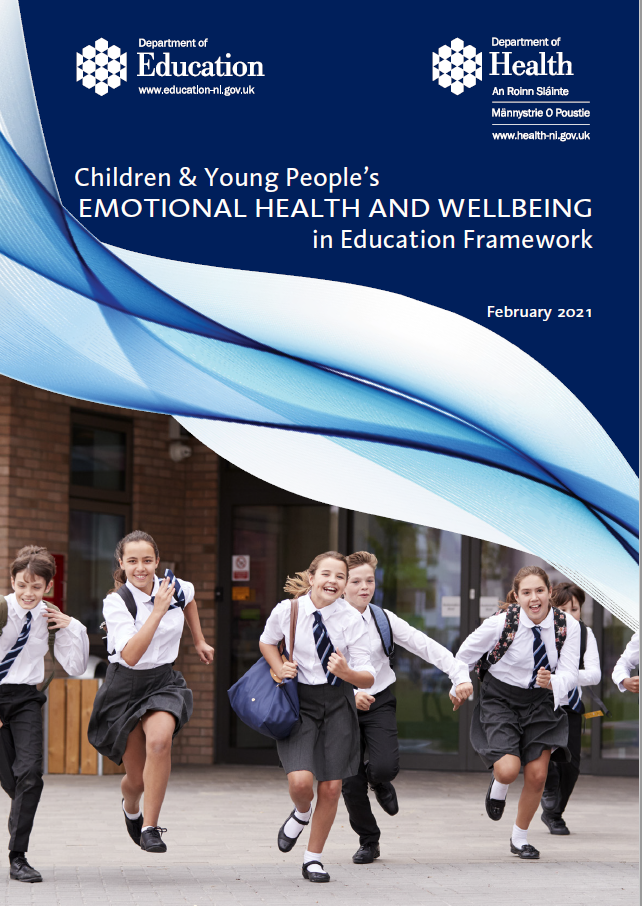 Department of
Education
www.education-ni.gov.uk
Department of
Health
An Roinn Sláinte
Männystrie O Poustie
www.health-ni.gov.uk
Children & Young People's
EMOTIONAL HEALTH AND WELLBEING
in Education Framework
February 2021